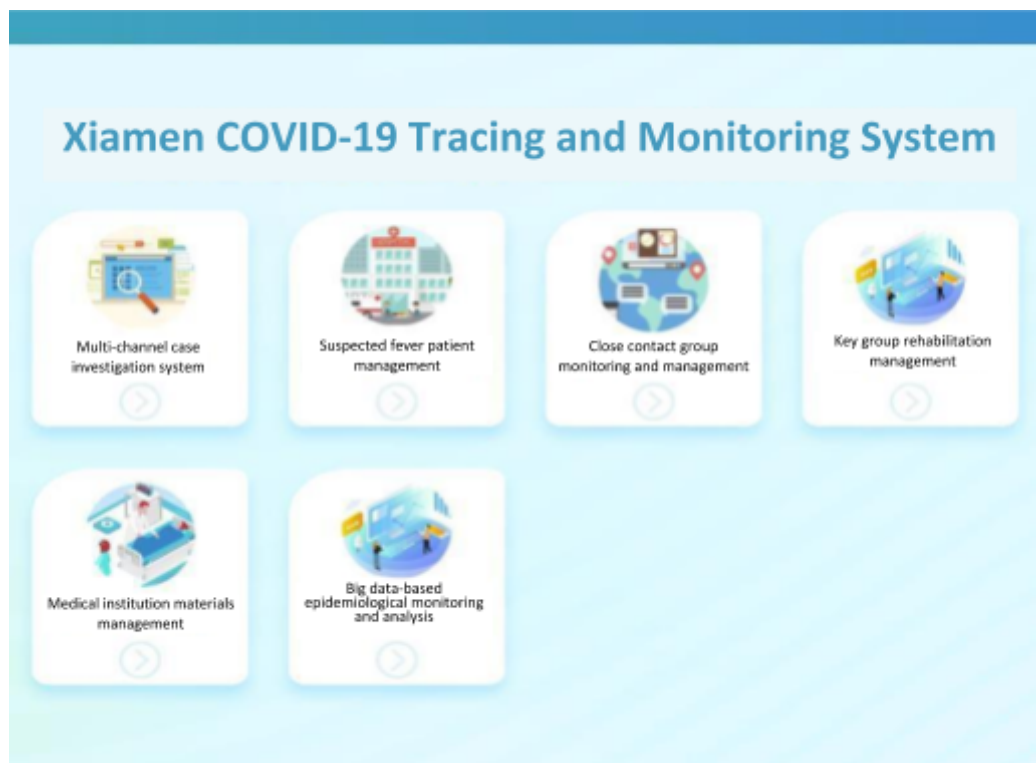 Xiamen COVID-19 Tracing and Monitoring System
Multi-channel case
investigation system
Suspected fever patient
management
Close contact group
monitoring and management
Key group rehabilitation
management
Medical institution materials
management
Big data-based
epidemiological monitoring
and analysis